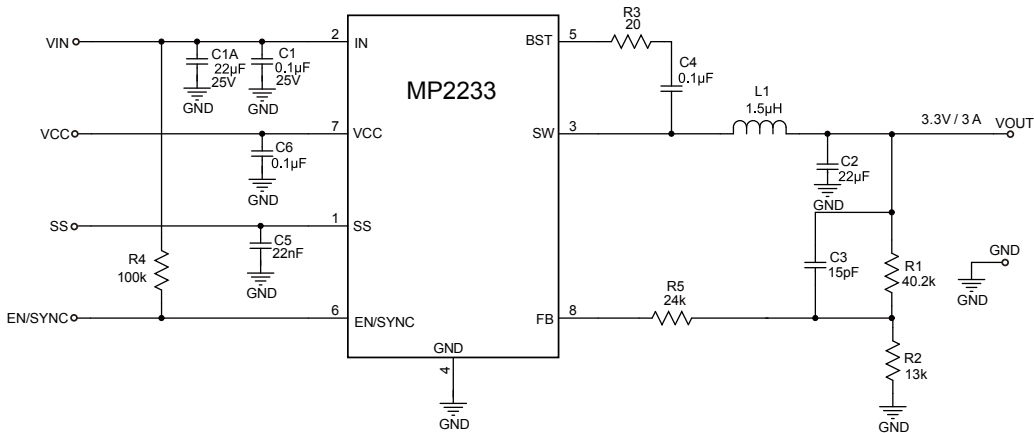 VIN
C1A
22µF
25V
GND
C1
0.1µF
25V
GND
2
IN
VCC
C6
0.1µF
GND
7
VCC
SS
C5
22nF
GND
1
SS
R4
100k
EN/SYNC
6
EN/SYNC
MP2233
GND
4
GND
BST
5
R3
20
C4
0.1µF
SW
3
L1
1.5µH
3.3V / 3 A
VOUT
C2
22µF
GND
C3
15pF
R1
40.2k
GND
GND
FB
8
R5
24k
R2
13k
GND